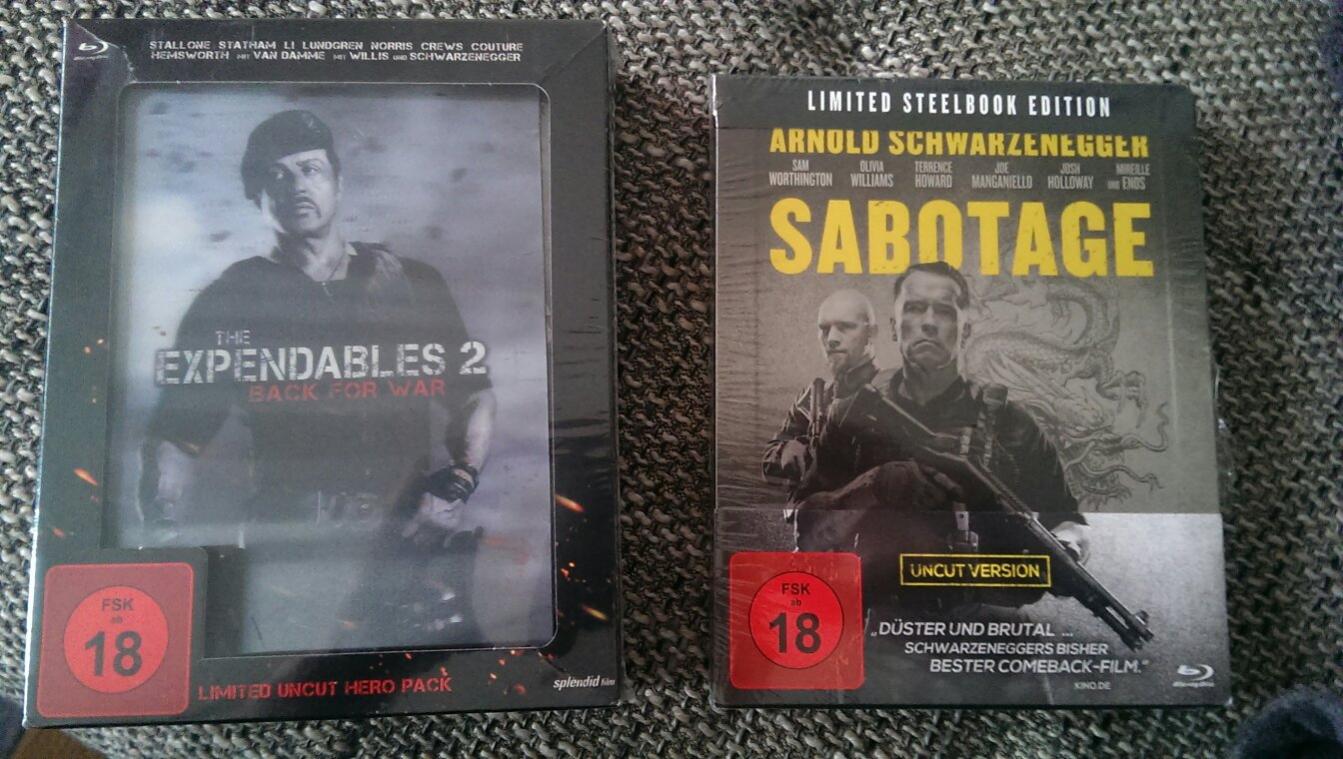 STALLONE STATHAM LI LUNDGREN NORRIS CREWS COUTURE
HEMSWORTH MIT VAN DAMME MIT WILLIS UND SCHWARZENEGGER
THE
EXPENDABLES 2
BACK FOR WAR
FSK
ab
18
LIMITED UNCUT HERO PACK
splendid film
LIMITED STEELBOOK EDITION
ARNOLD SCHWARZENEGGER
SAM WORTHINGTON OLIVIA WILLIAMS TERRENCE HOWARD JOE MANGANIELLO JOSH HOLLOWAY UND MIREILLE ENOS
SABOTAGE
UNCUT VERSION
FSK
ab
18
„DÜSTER UND BRUTAL ...
SCHWARZENEGGERS BISHER
BESTER COMEBACK-FILM.“
KINO.DE